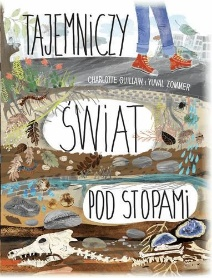 TAJEMNICZY
CHARLOTTE GUILLAIN i YUVAL ZOMMER
ŚWiAT
POD STOPAMi